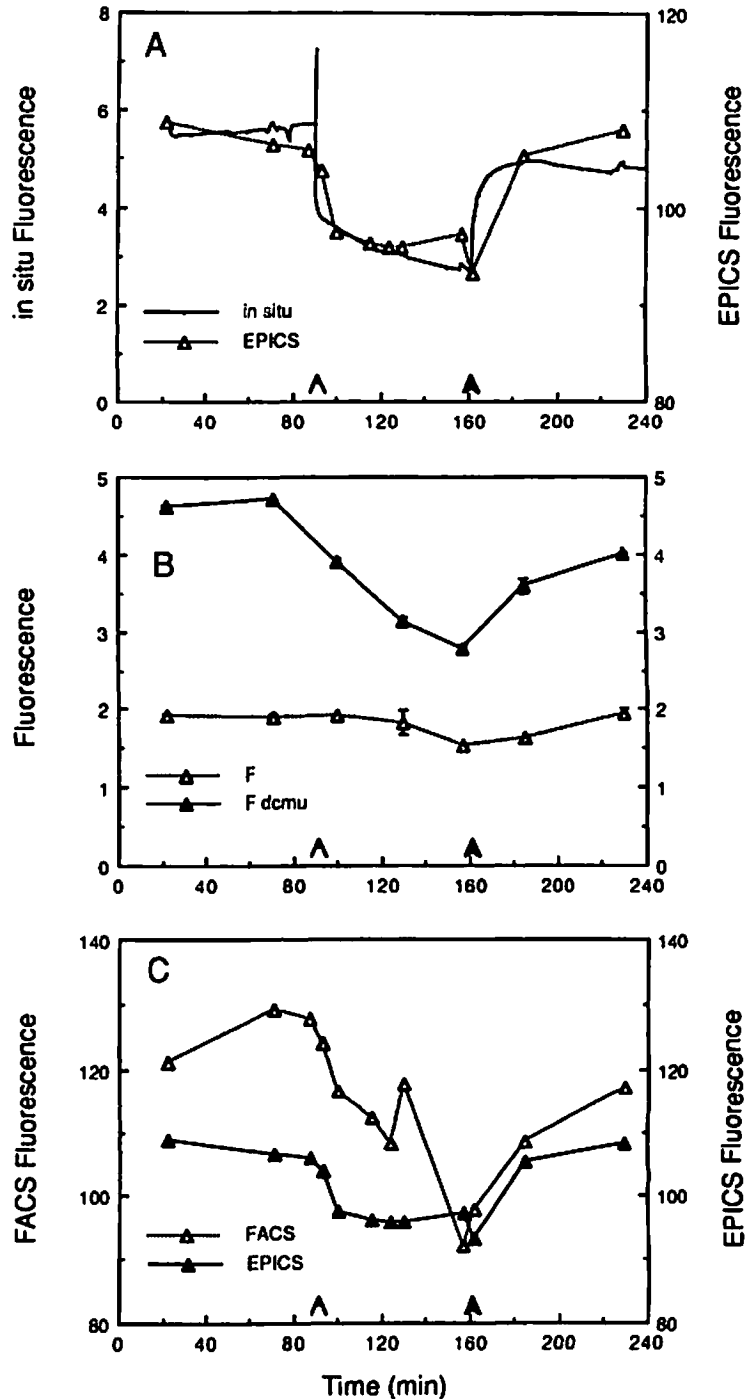 A
8
6
4
2
0
120
100
80
in situ Fluorescence
EPICS Fluorescence
in situ
EPICS
0 40 80 120 160 200 240
B
5
4
3
2
1
0
5
4
3
2
1
0
Fluorescence
F
F dcmu
0 40 80 120 160 200 240
C
140
120
100
80
140
120
100
80
FACS Fluorescence
EPICS Fluorescence
FACS
EPICS
0 40 80 120 160 200 240
Time (min)